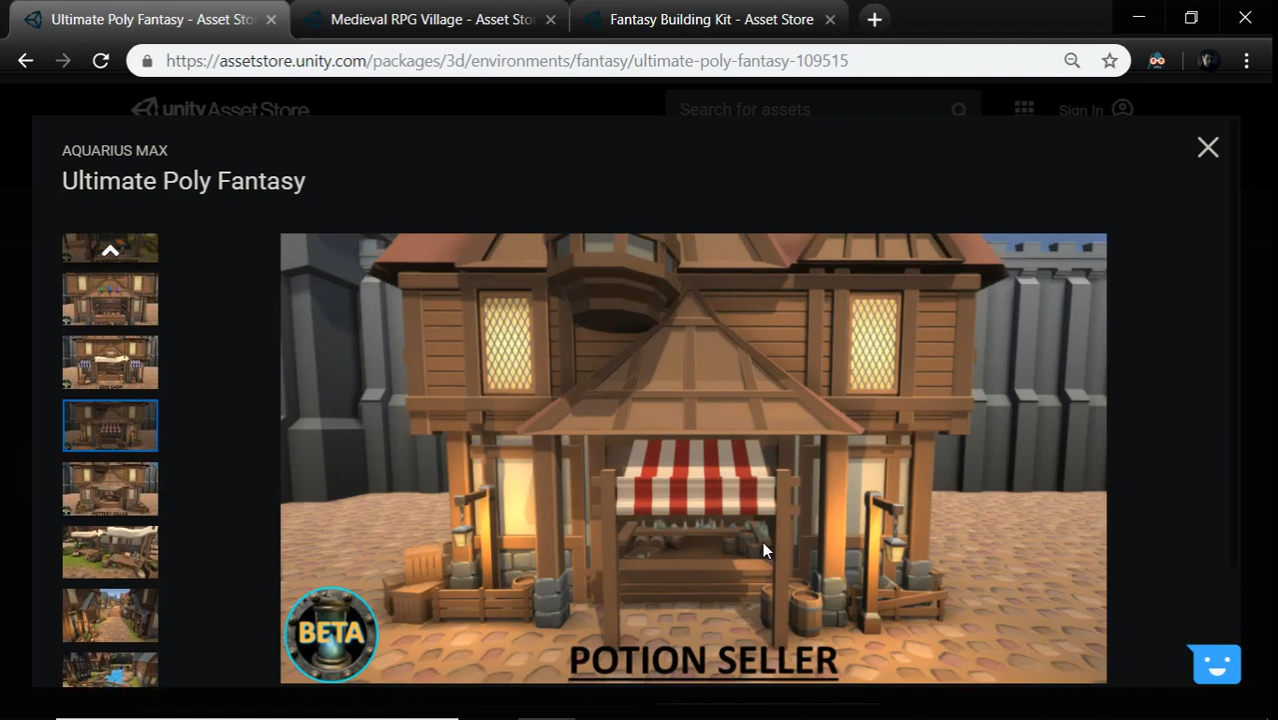 Ultimate Poly Fantasy - Asset Sto
Medieval RPG Village - Asset Sto
Fantasy Building Kit - Asset Store
https://assetstore.unity.com/packages/3d/environments/fantasy/ultimate-poly-fantasy-109515
unity Asset Store
Search for assets
Sign In
AQUARIUS MAX
Ultimate Poly Fantasy
BETA
POTION SELLER